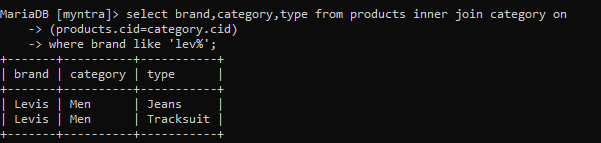 MariaDB [myntra]> select brand,category,type from products inner join category on
    -> (products.cid=category.cid)
    -> where brand like 'lev%';
+-------+----------+-----------+
| brand | category | type      |
+-------+----------+-----------+
| Levis | Men      | Jeans     |
| Levis | Men      | Tracksuit |
+-------+----------+-----------+